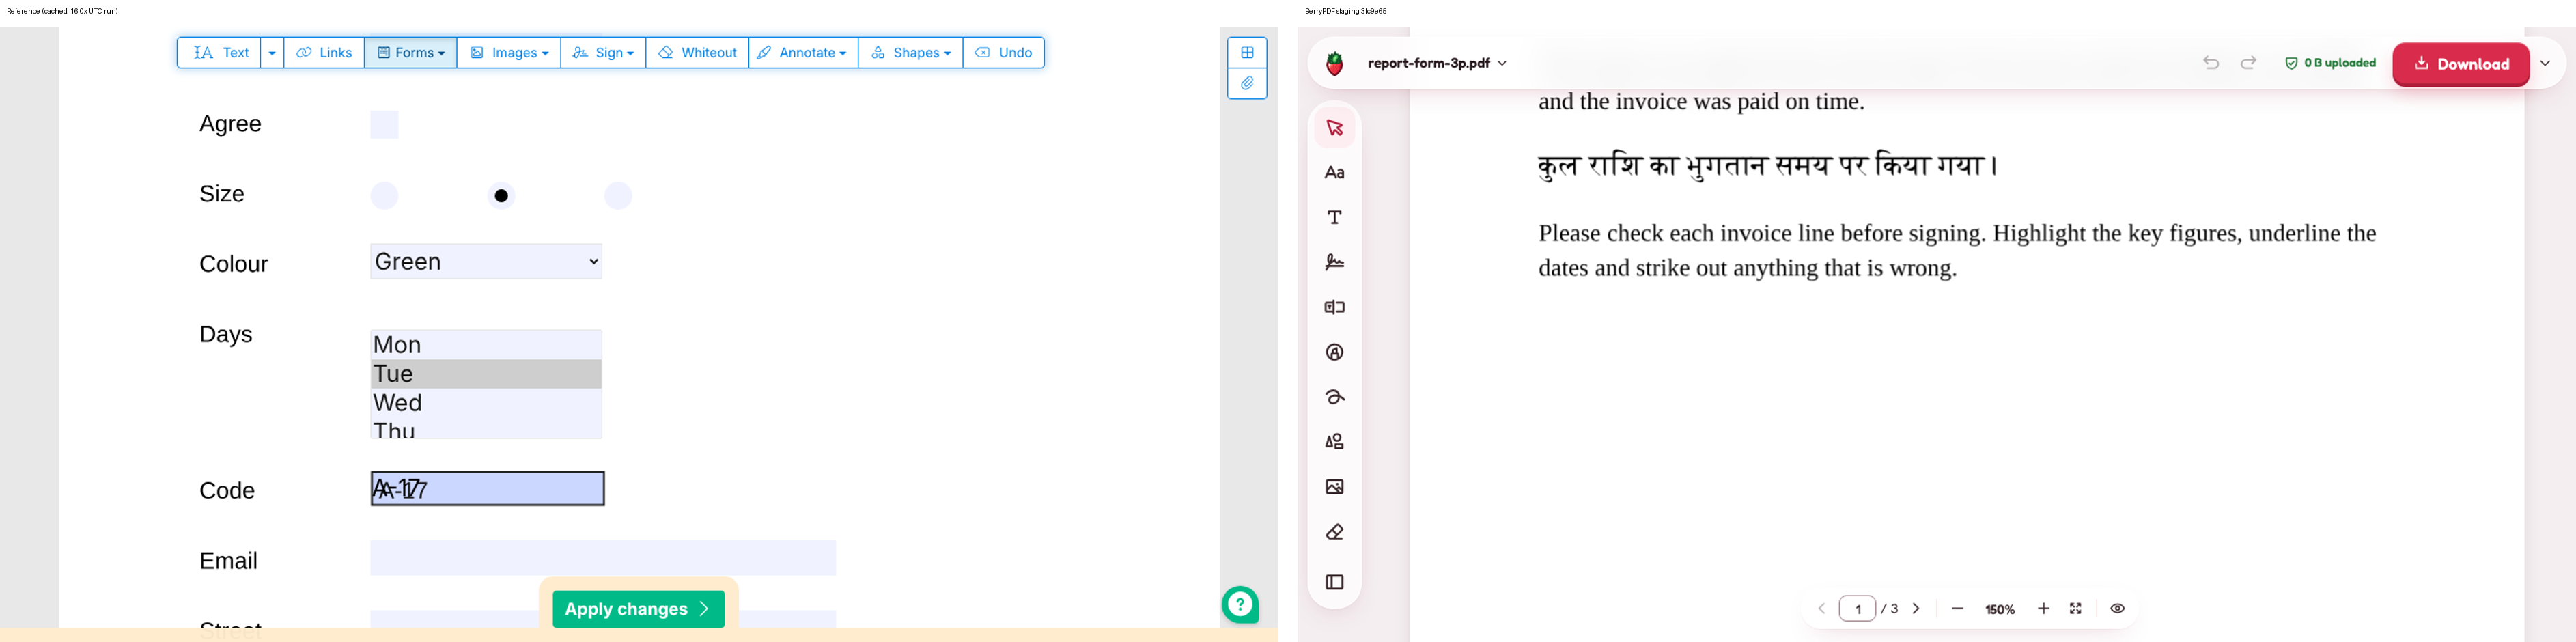 Reference (cached, 16:0x UTC run)
Text
Links
Forms
Images
Sign
Whiteout
Annotate
Shapes
Undo
Agree
Size
Colour
Green
Days
Mon
Tue
Wed
Thu
Code
A-17
A-17
Email
Street
Apply changes
?
BerryPDF staging 3fc9e65
report-form-3p.pdf
0 B uploaded
Download
Aa
T
and the invoice was paid on time.
कुल राशि का भुगतान समय पर किया गया।
Please check each invoice line before signing. Highlight the key figures, underline the
dates and strike out anything that is wrong.
1 / 3
150%